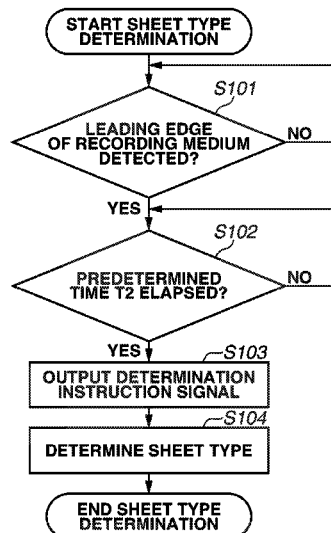 START SHEET TYPE
DETERMINATION
S101
LEADING EDGE
OF RECORDING MEDIUM
DETECTED?
NO
YES
S102
PREDETERMINED
TIME T2 ELAPSED?
NO
YES
S103
OUTPUT DETERMINATION
INSTRUCTION SIGNAL
S104
DETERMINE SHEET TYPE
END SHEET TYPE
DETERMINATION